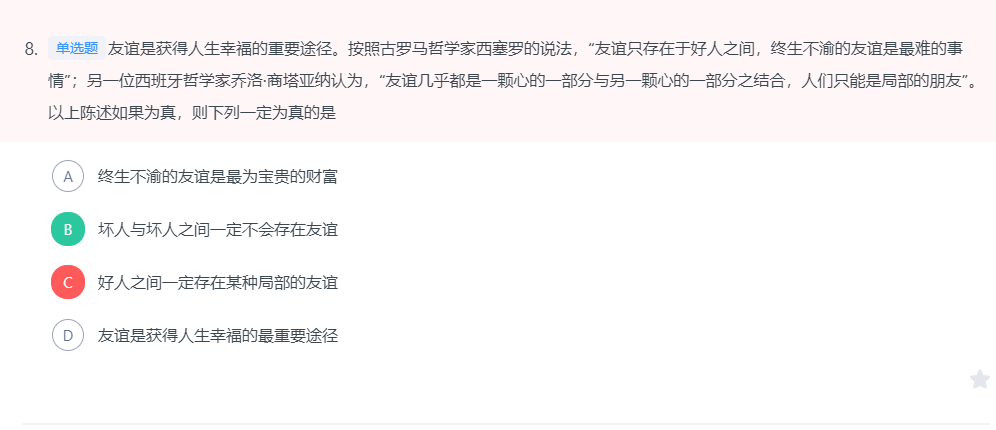 8. 单选题 友谊是获得人生幸福的重要途径。按照古罗马哲学家西塞罗的说法，“友谊只存在于好人之间，终生不渝的友谊是最难的事
情”；另一位西班牙哲学家乔洛·商塔亚纳认为，“友谊几乎都是一颗心的一部分与另一颗心的一部分之结合，人们只能是局部的朋友”。
以上陈述如果为真，则下列一定为真的是
A 终生不渝的友谊是最为宝贵的财富
B 坏人与坏人之间一定不会存在友谊
C 好人之间一定存在某种局部的友谊
D 友谊是获得人生幸福的最重要途径